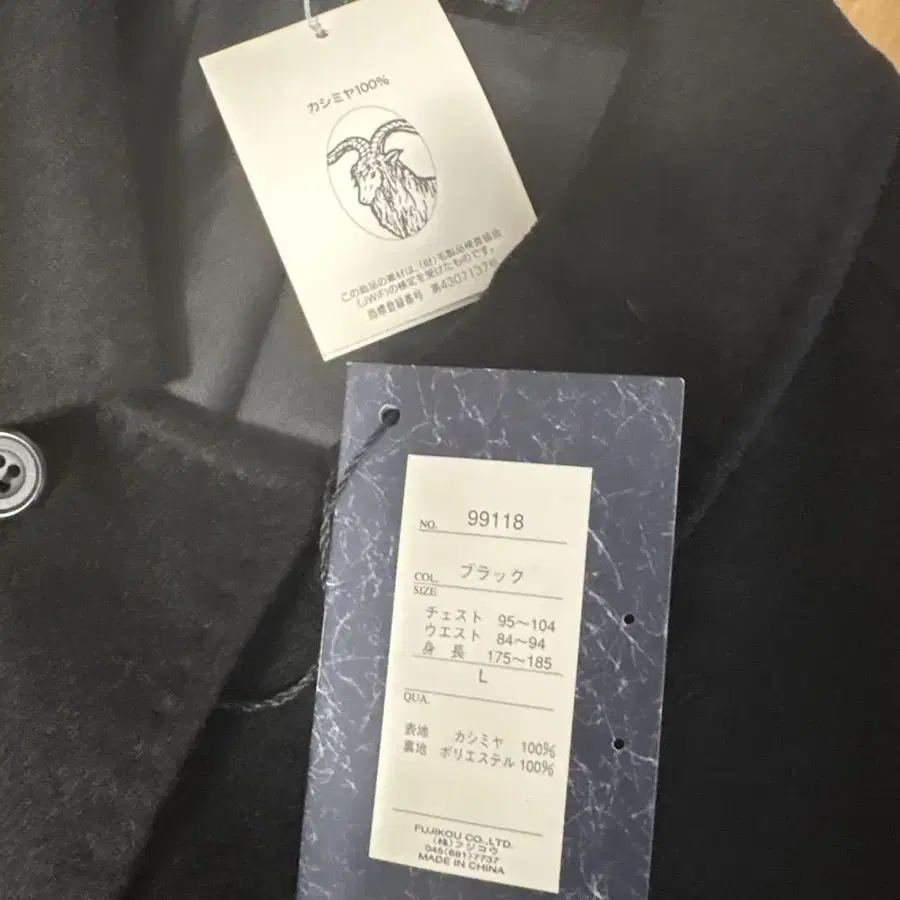 カシミヤ100%
この商品の素材は、(財)毛製品検査協会
(JWIF)の検定を受けたものです。
商標登録番号 第4307137号
NO. 99118
COL. ブラック
SIZE
チェスト 95~104
ウエスト 84~94
身 長 175~185
L
QUA.
表地 カシミヤ 100%
裏地 ポリエステル 100%
FUJIKOU CO.,LTD.
(株)フジコウ
045(681)7737
MADE IN CHINA